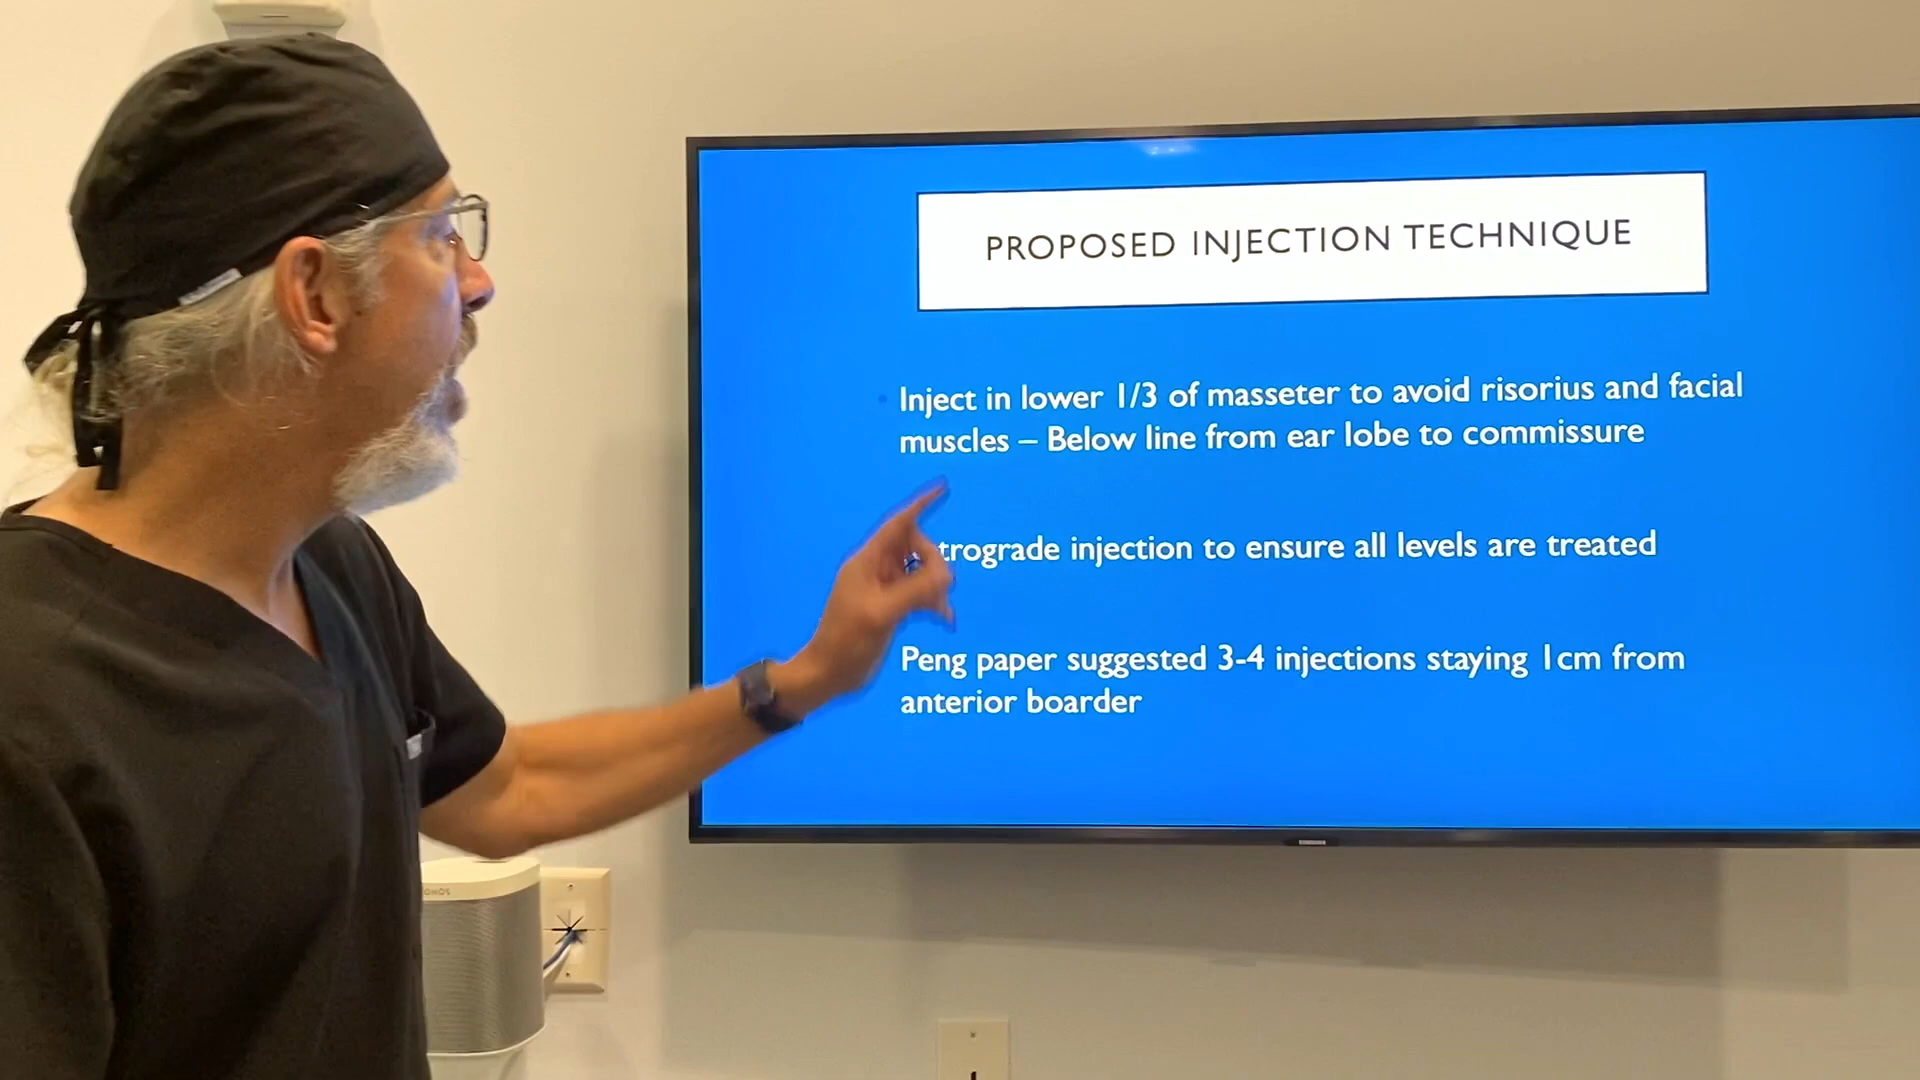 PROPOSED INJECTION TECHNIQUE
Inject in lower 1/3 of masseter to avoid risorius and facial
muscles – Below line from ear lobe to commissure
trograde injection to ensure all levels are treated
Peng paper suggested 3-4 injections staying 1cm from
anterior boarder